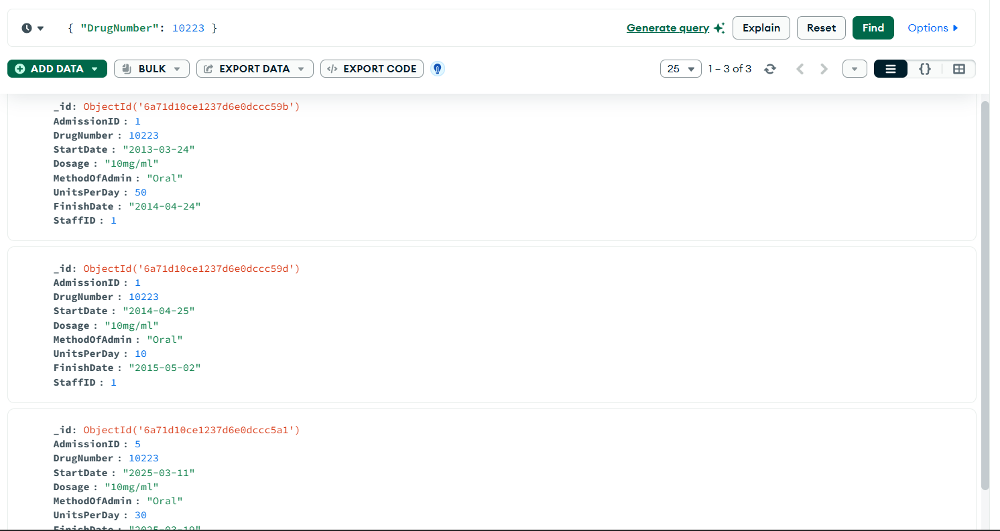 { "DrugNumber": 10223 }
Generate query
Explain
Reset
Find
Options
ADD DATA
BULK
EXPORT DATA
</> EXPORT CODE
25
1 – 3 of 3
{}
_id: ObjectId('6a71d10ce1237d6e0dccc59b')
AdmissionID : 1
DrugNumber : 10223
StartDate : "2013-03-24"
Dosage : "10mg/ml"
MethodOfAdmin : "Oral"
UnitsPerDay : 50
FinishDate : "2014-04-24"
StaffID : 1
_id: ObjectId('6a71d10ce1237d6e0dccc59d')
AdmissionID : 1
DrugNumber : 10223
StartDate : "2014-04-25"
Dosage : "10mg/ml"
MethodOfAdmin : "Oral"
UnitsPerDay : 10
FinishDate : "2015-05-02"
StaffID : 1
_id: ObjectId('6a71d10ce1237d6e0dccc5a1')
AdmissionID : 5
DrugNumber : 10223
StartDate : "2025-03-11"
Dosage : "10mg/ml"
MethodOfAdmin : "Oral"
UnitsPerDay : 30
FinishDate : "2025-03-19"